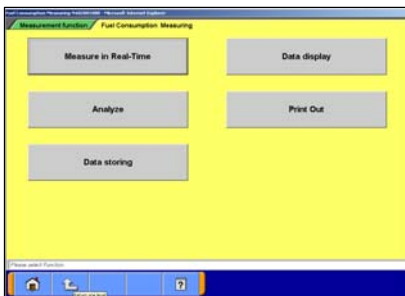 Measurement function Fuel Consumption Measuring
Measure in Real-Time Data display
Analyze Print Out
Data storing
Please select Function
?